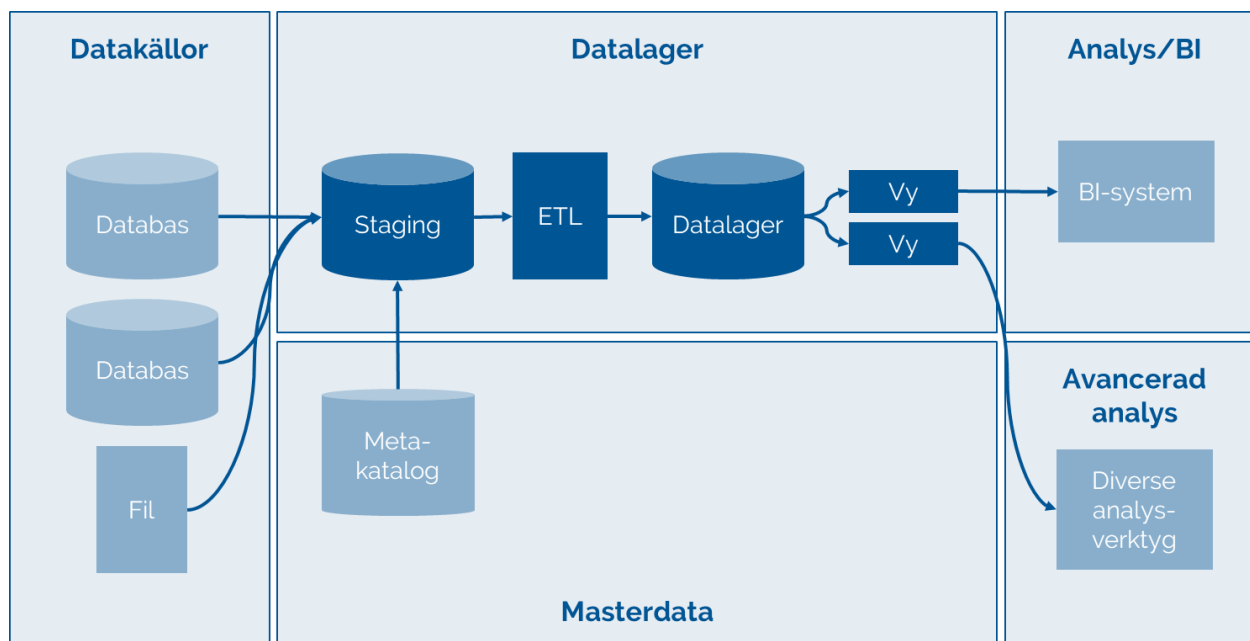 Datakällor
Databas
Databas
Fil
Datalager
Staging
ETL
Datalager
Vy
Vy
Meta-
katalog
Masterdata
Analys/BI
BI-system
Avancerad
analys
Diverse
analys-
verktyg